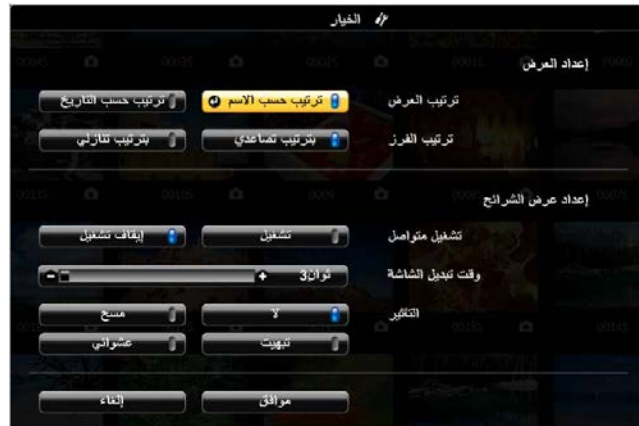 الخيار
إعداد العرض
ترتيب العرض ترتيب حسب الاسم ترتيب حسب التاريخ
ترتيب الفرز بترتيب تصاعدي بترتيب تنازلي
إعداد عرض الشرائح
تشغيل متواصل تشغيل إيقاف تشغيل
وقت تبديل الشاشة ثوان3 + -
التأثير لا مسح
تبهيت عشوائي
موافق إلغاء